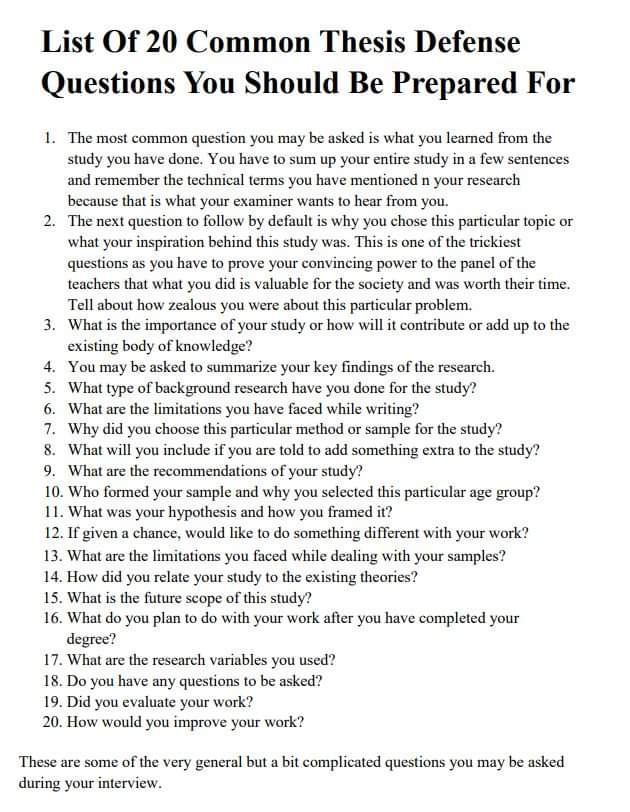 List Of 20 Common Thesis Defense
Questions You Should Be Prepared For
1. The most common question you may be asked is what you learned from the
study you have done. You have to sum up your entire study in a few sentences
and remember the technical terms you have mentioned n your research
because that is what your examiner wants to hear from you.
2. The next question to follow by default is why you chose this particular topic or
what your inspiration behind this study was. This is one of the trickiest
questions as you have to prove your convincing power to the panel of the
teachers that what you did is valuable for the society and was worth their time.
Tell about how zealous you were about this particular problem.
3. What is the importance of your study or how will it contribute or add up to the
existing body of knowledge?
4. You may be asked to summarize your key findings of the research.
5. What type of background research have you done for the study?
6. What are the limitations you have faced while writing?
7. Why did you choose this particular method or sample for the study?
8. What will you include if you are told to add something extra to the study?
9. What are the recommendations of your study?
10. Who formed your sample and why you selected this particular age group?
11. What was your hypothesis and how you framed it?
12. If given a chance, would like to do something different with your work?
13. What are the limitations you faced while dealing with your samples?
14. How did you relate your study to the existing theories?
15. What is the future scope of this study?
16. What do you plan to do with your work after you have completed your
degree?
17. What are the research variables you used?
18. Do you have any questions to be asked?
19. Did you evaluate your work?
20. How would you improve your work?
These are some of the very general but a bit complicated questions you may be asked
during your interview.